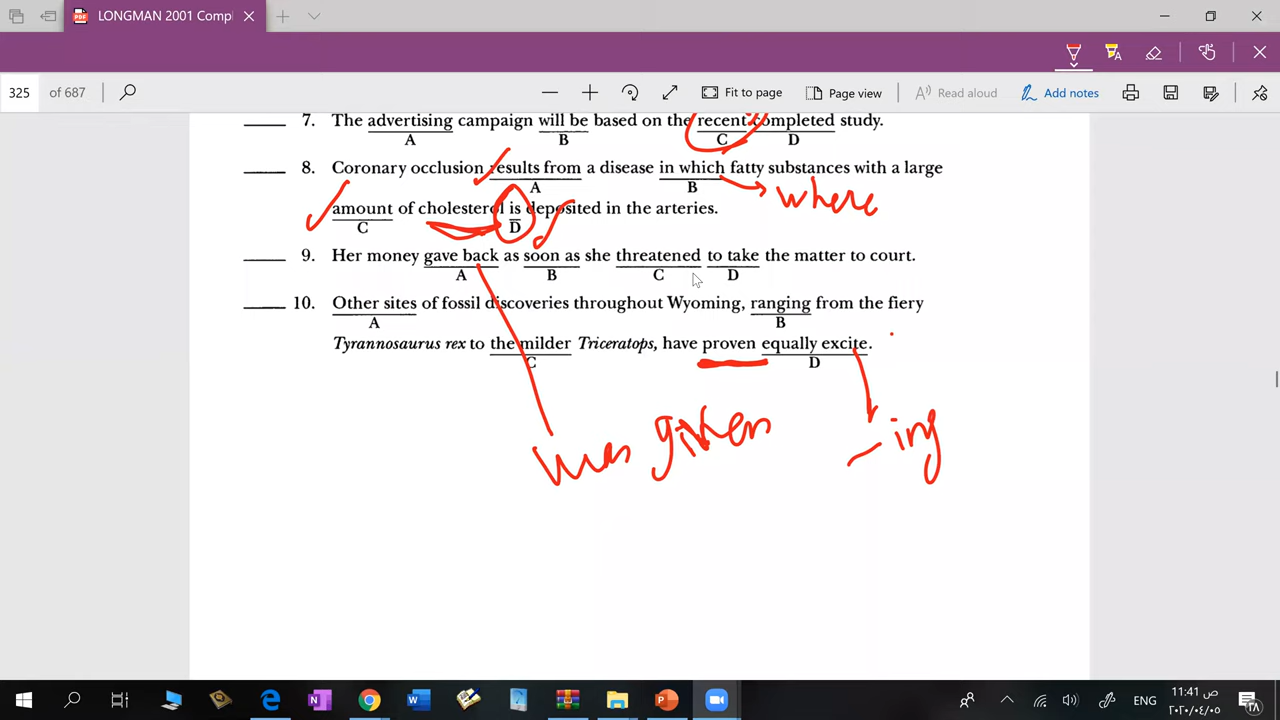 LONGMAN 2001 Compl
325 of 687
Fit to page
Page view
Read aloud
Add notes
7. The advertising campaign will be based on the recent completed study.
A B C D
8. Coronary occlusion results from a disease in which fatty substances with a large
A B
where
amount of cholesterol is deposited in the arteries.
C D
9. Her money gave back as soon as she threatened to take the matter to court.
A B C D
10. Other sites of fossil discoveries throughout Wyoming, ranging from the fiery
A B
Tyrannosaurus rex to the milder Triceratops, have proven equally excite.
C D
was given
- ing
ENG
11:41 ص
٢٠٢٠/٠٤/٠٥